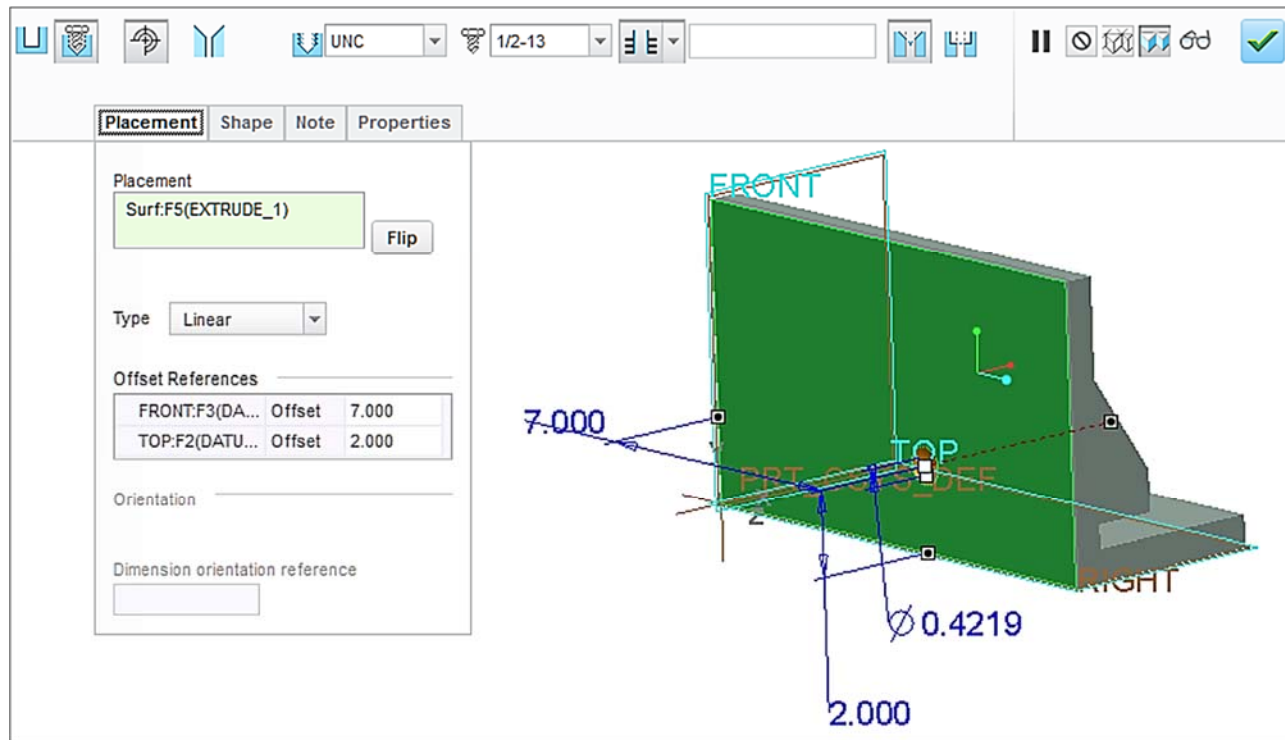 UNC 1/2-13
Placement Shape Note Properties
Placement
Surf:F5(EXTRUDE_1)
Flip
Type Linear
Offset References
FRONT:F3(DA... Offset 7.000
TOP:F2(DATU... Offset 2.000
Orientation
Dimension orientation reference
FRONT
7.000
TOP
Z
RIGHT
0.4219
2.000